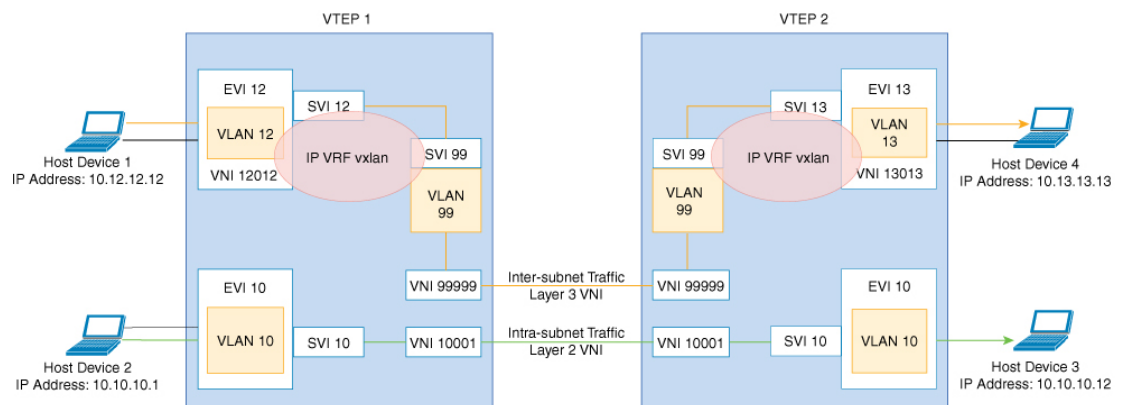 VTEP 1
VTEP 2
EVI 12
SVI 12
VLAN 12
IP VRF vxlan
SVI 99
VLAN
99
VNI 12012
VNI 99999
Host Device 1
IP Address: 10.12.12.12
EVI 13
SVI 13
VLAN
13
IP VRF vxlan
SVI 99
VLAN
99
VNI 13013
VNI 99999
Host Device 4
IP Address: 10.13.13.13
Inter-subnet Traffic
Layer 3 VNI
EVI 10
VLAN 10
SVI 10
VNI 10001
Host Device 2
IP Address: 10.10.10.1
Intra-subnet Traffic
Layer 2 VNI
VNI 10001
SVI 10
EVI 10
VLAN 10
Host Device 3
IP Address: 10.10.10.12